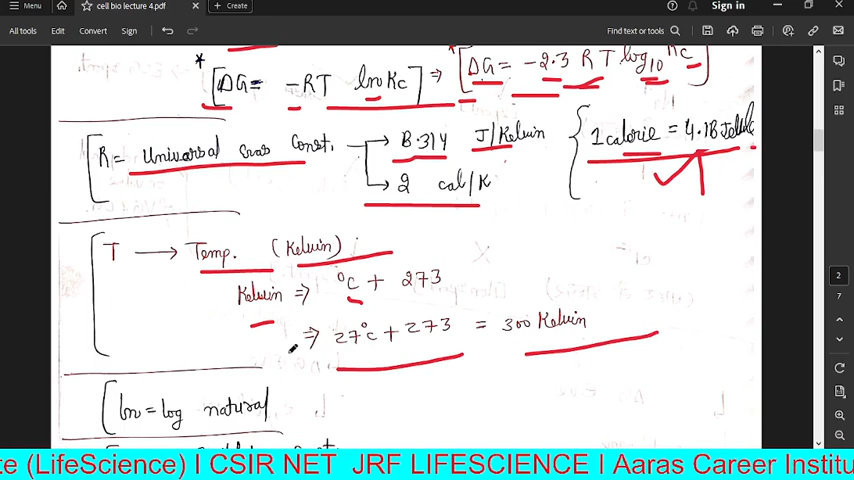 cell bio lecture 4.pdf × + Create Sign in
All tools Edit Convert Sign Find text or tools
* [ΔG= -RT ln Kc] ⇒ * [ΔG= -2.3 R T log10 Kc]
R= Universal Gas Const. → 8.314 J/Kelvin { 1 calorie = 4.18 Joule
→ 2 cal/K
T → Temp. (Kelvin)
Kelvin ⇒ °C + 273
⇒ 27°C + 273 = 300 Kelvin
2
7
ln = log natural
te (LifeScience) I CSIR NET JRF LIFESCIENCE I Aaras Career Institu